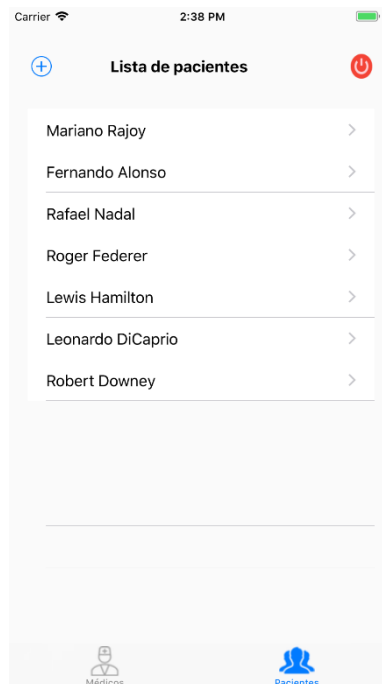 Carrier 2:38 PM
Lista de pacientes
Mariano Rajoy
Fernando Alonso
Rafael Nadal
Roger Federer
Lewis Hamilton
Leonardo DiCaprio
Robert Downey
Médicos Pacientes